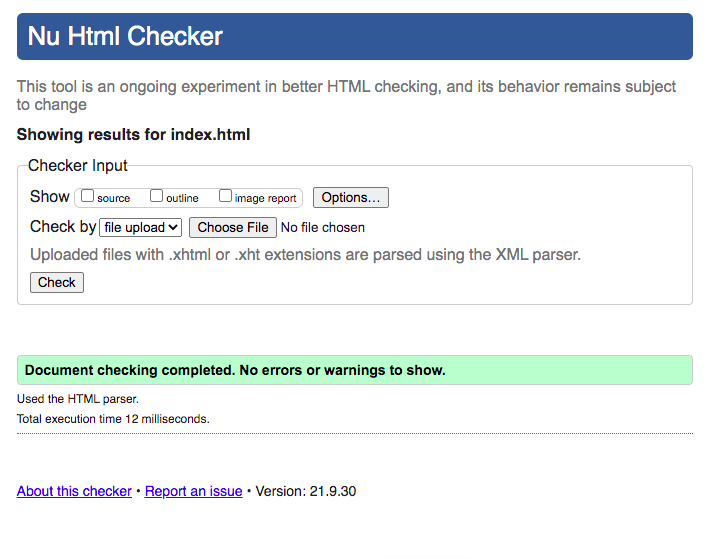 Nu Html Checker
This tool is an ongoing experiment in better HTML checking, and its behavior remains subject
to change
Showing results for index.html
Checker Input
Show source outline image report Options...
Check by file upload Choose File No file chosen
Uploaded files with .xhtml or .xht extensions are parsed using the XML parser.
Check
Document checking completed. No errors or warnings to show.
Used the HTML parser.
Total execution time 12 milliseconds.
About this checker • Report an issue • Version: 21.9.30